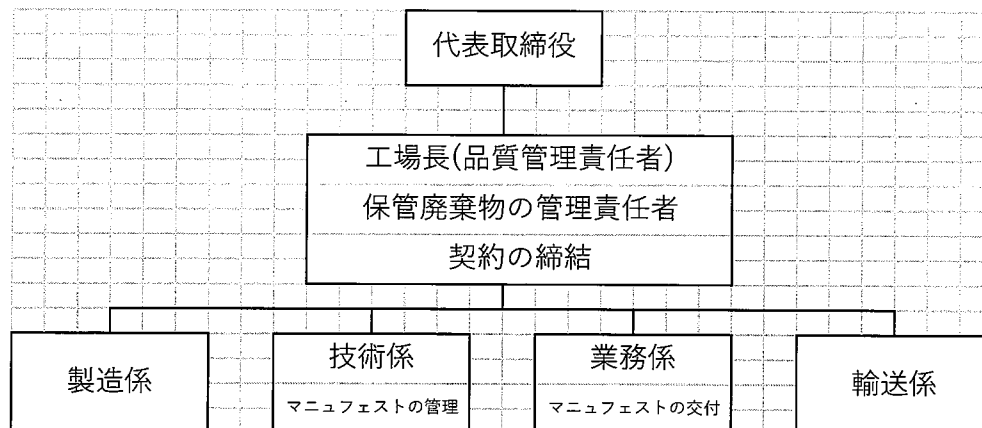 代表取締役
工場長(品質管理責任者)
保管廃棄物の管理責任者
契約の締結
製造係
技術係
マニュフェストの管理
業務係
マニュフェストの交付
輸送係